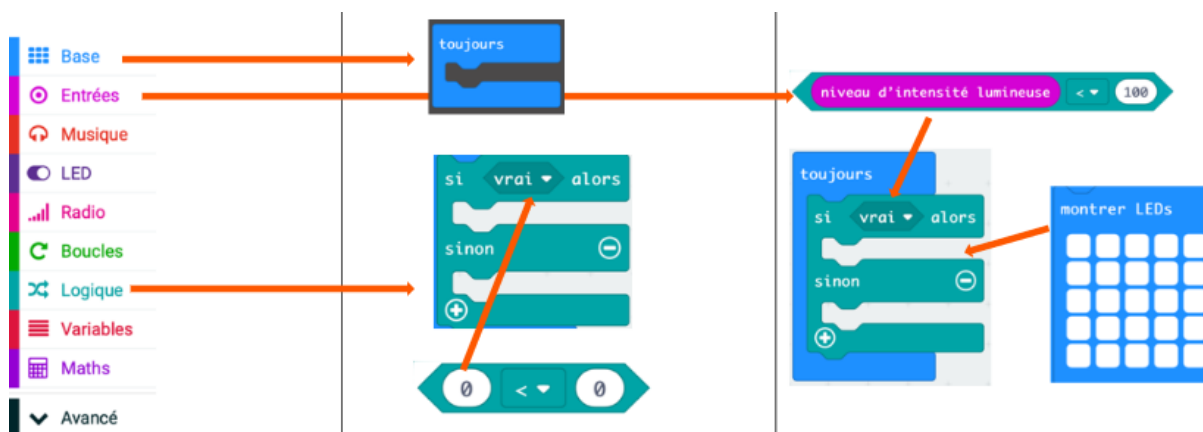 Base
Entrées
Musique
LED
Radio
Boucles
Logique
Variables
Maths
Avancé
toujours
si vrai alors
sinon
0 < 0
niveau d'intensité lumineuse < 100
toujours
si vrai alors
sinon
montrer LEDs